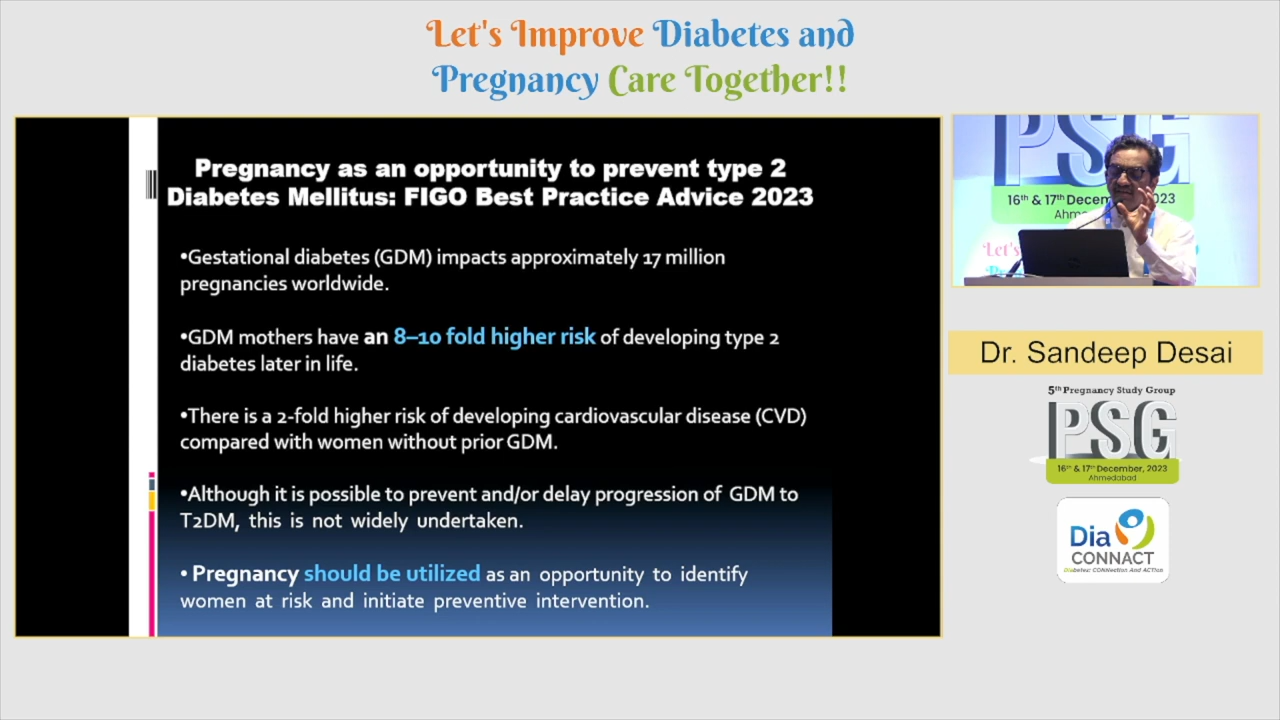 Let's Improve Diabetes and
Pregnancy Care Together!!
Pregnancy as an opportunity to prevent type 2
Diabetes Mellitus: FIGO Best Practice Advice 2023
•Gestational diabetes (GDM) impacts approximately 17 million
pregnancies worldwide.
•GDM mothers have an 8–10 fold higher risk of developing type 2
diabetes later in life.
•There is a 2-fold higher risk of developing cardiovascular disease (CVD)
compared with women without prior GDM.
•Although it is possible to prevent and/or delay progression of GDM to
T2DM, this is not widely undertaken.
• Pregnancy should be utilized as an opportunity to identify
women at risk and initiate preventive intervention.
PSG
16th & 17th December, 2023
Let's
Dr. Sandeep Desai
5th Pregnancy Study Group
PSG
16th & 17th December, 2023
Ahmedabad
Dia
CONNACT
Diabetes: CONNection And ACTion